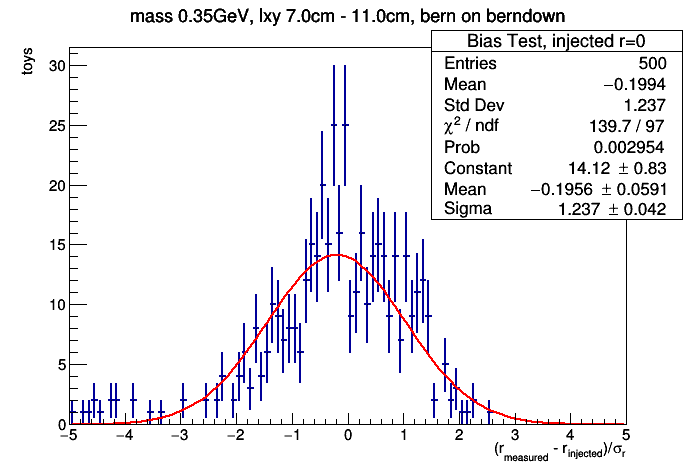 mass 0.35GeV, lxy 7.0cm - 11.0cm, bern on berndown
Bias Test, injected r=0
Entries 500
Mean −0.1994
Std Dev 1.237
χ² / ndf 139.7 / 97
Prob 0.002954
Constant 14.12 ± 0.83
Mean −0.1956 ± 0.0591
Sigma 1.237 ± 0.042
toys
30
25
20
15
10
5
0
−5 −4 −3 −2 −1 0 1 2 3 4 5
(r_measured - r_injected)/σ_r